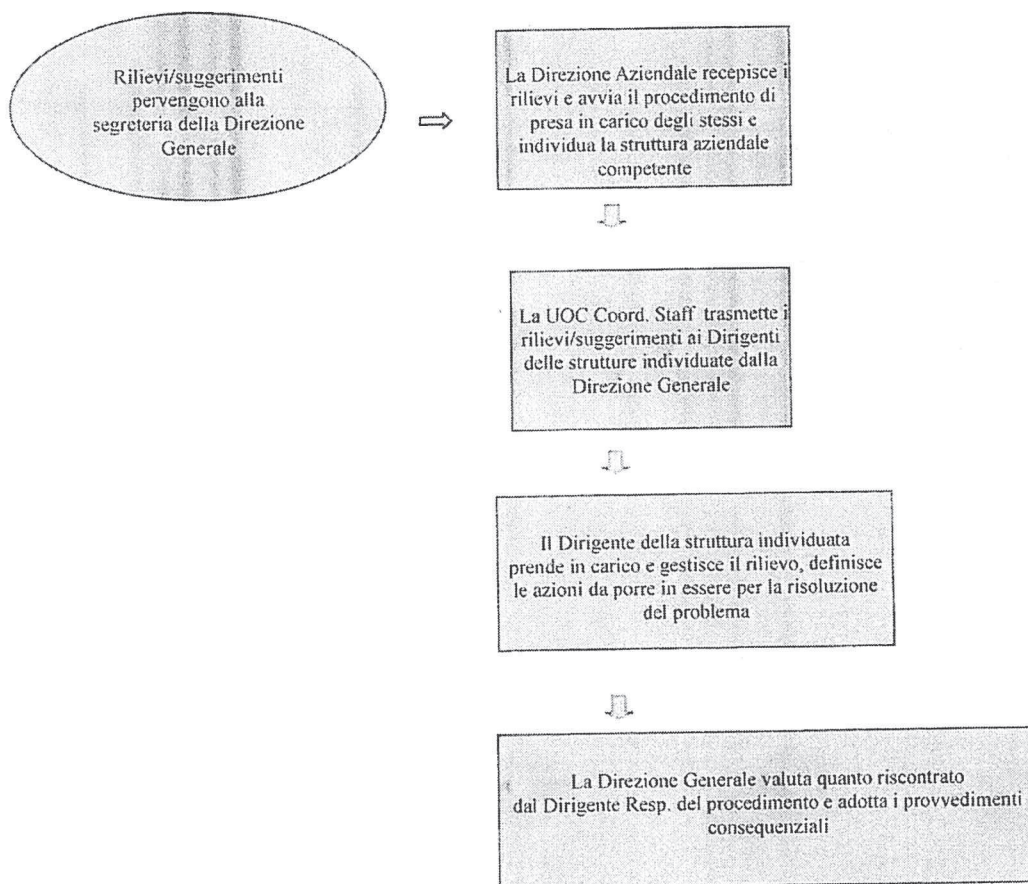 Rilievi/suggerimenti
pervengono alla
segreteria della Direzione
Generale
La Direzione Aziendale recepisce i
rilievi e avvia il procedimento di
presa in carico degli stessi e
individua la struttura aziendale
competente
La UOC Coord. Staff trasmette i
rilievi/suggerimenti ai Dirigenti
delle strutture individuate dalla
Direzione Generale
Il Dirigente della struttura individuata
prende in carico e gestisce il rilievo, definisce
le azioni da porre in essere per la risoluzione
del problema
La Direzione Generale valuta quanto riscontrato
dal Dirigente Resp. del procedimento e adotta i provvedimenti
consequenziali